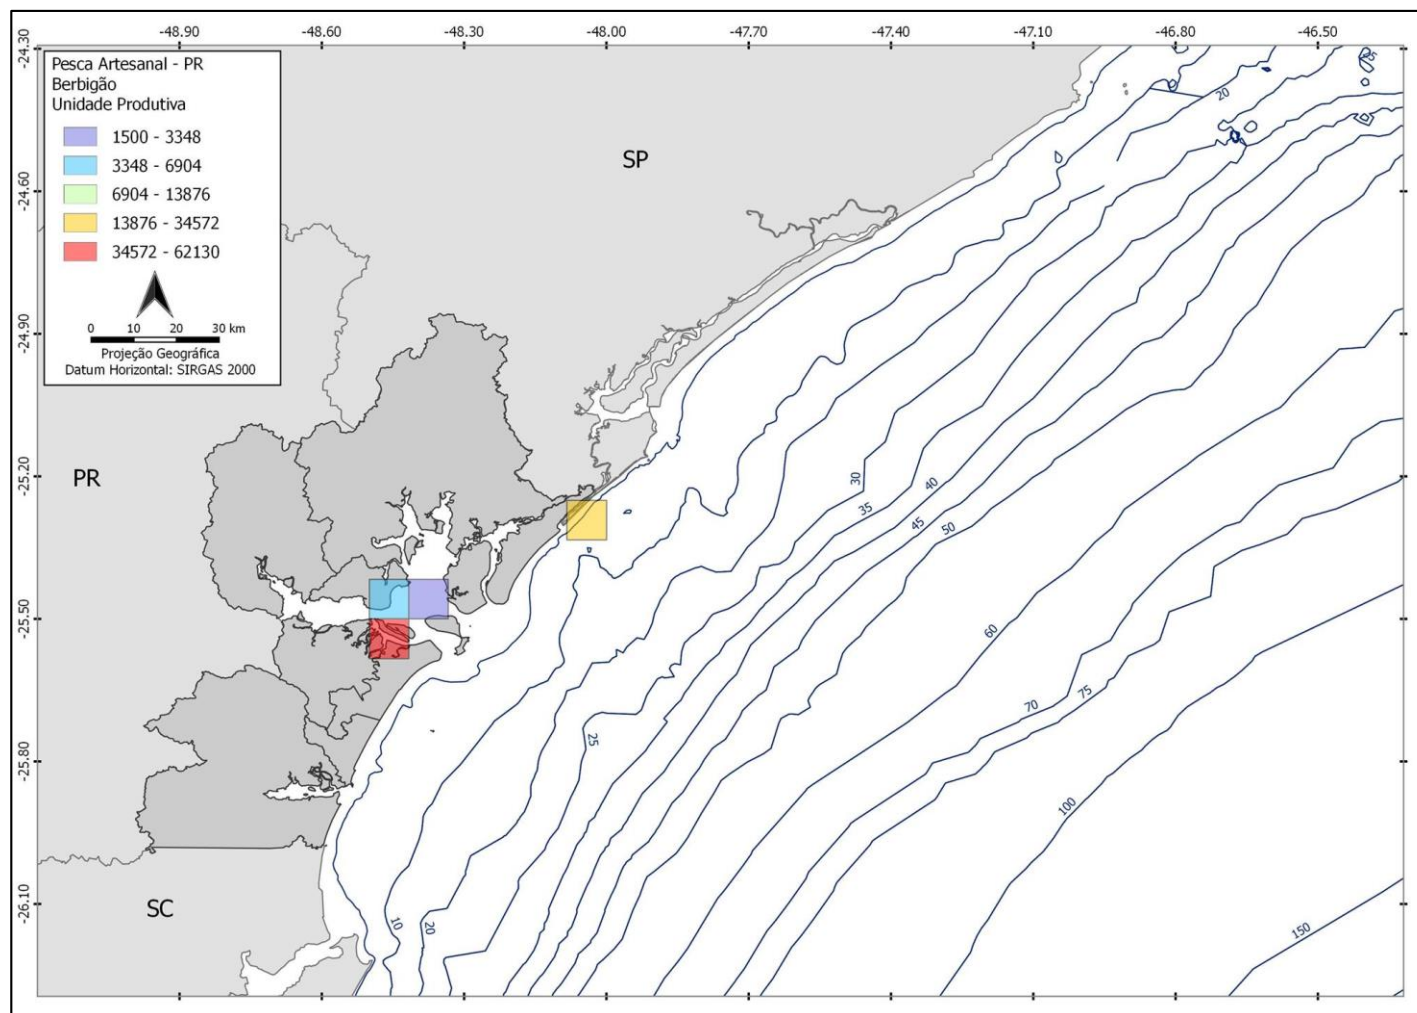 -48.90 -48.60 -48.30 -48.00 -47.70 -47.40 -47.10 -46.80 -46.50
-24.30
-24.60
-24.90
-25.20
-25.50
-25.80
-26.10
Pesca Artesanal - PR
Berbigão
Unidade Produtiva
1500 - 3348
3348 - 6904
6904 - 13876
13876 - 34572
34572 - 62130
0 10 20 30 km
Projeção Geográfica
Datum Horizontal: SIRGAS 2000
SP
PR
SC
20
30
35
40
45
50
60
70
75
25
100
10
20
150